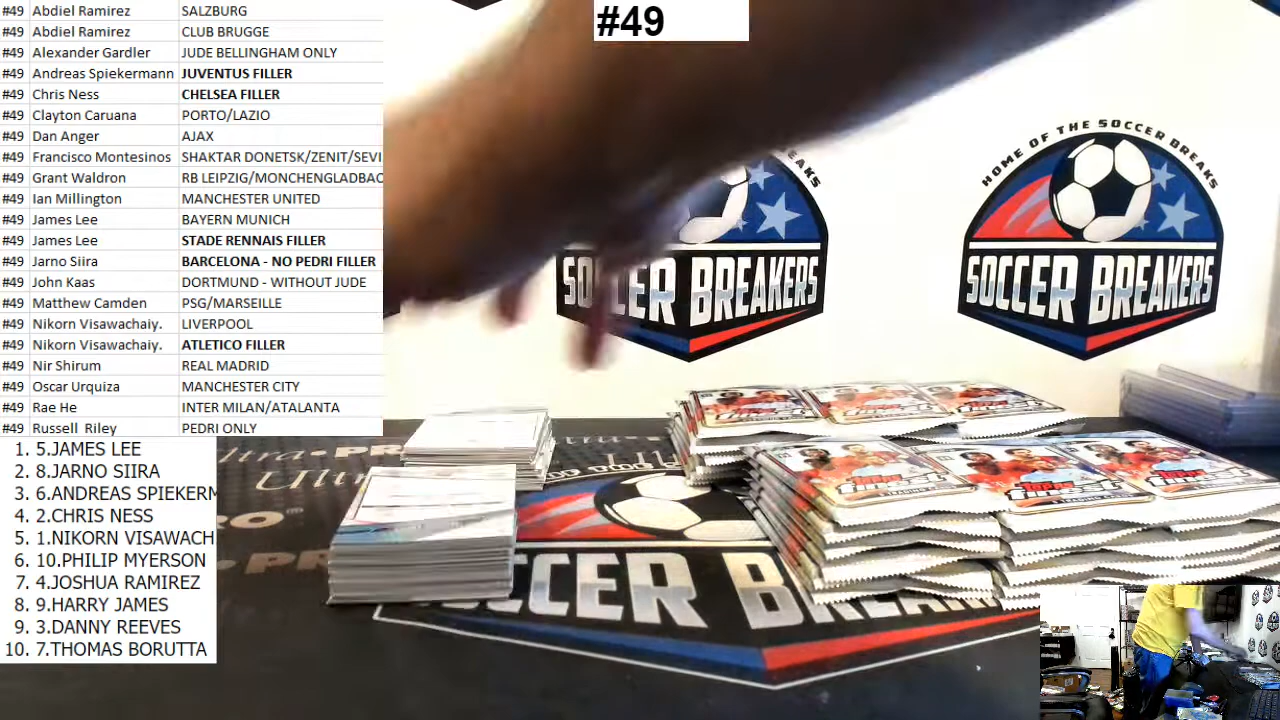 #49
#49 Abdiel Ramirez SALZBURG
#49 Abdiel Ramirez CLUB BRUGGE
#49 Alexander Gardler JUDE BELLINGHAM ONLY
#49 Andreas Spiekermann JUVENTUS FILLER
#49 Chris Ness CHELSEA FILLER
#49 Clayton Caruana PORTO/LAZIO
#49 Dan Anger AJAX
#49 Francisco Montesinos SHAKTAR DONETSK/ZENIT/SEVI
#49 Grant Waldron RB LEIPZIG/MONCHENGLADBAC
#49 Ian Millington MANCHESTER UNITED
#49 James Lee BAYERN MUNICH
#49 James Lee STADE RENNAIS FILLER
#49 Jarno Siira BARCELONA - NO PEDRI FILLER
#49 John Kaas DORTMUND - WITHOUT JUDE
#49 Matthew Camden PSG/MARSEILLE
#49 Nikorn Visawachaiy. LIVERPOOL
#49 Nikorn Visawachaiy. ATLETICO FILLER
#49 Nir Shirum REAL MADRID
#49 Oscar Urquiza MANCHESTER CITY
#49 Rae He INTER MILAN/ATALANTA
#49 Russell Riley PEDRI ONLY
1. 5.JAMES LEE
2. 8.JARNO SIIRA
3. 6.ANDREAS SPIEKERM
4. 2.CHRIS NESS
5. 1.NIKORN VISAWACH
6. 10.PHILIP MYERSON
7. 4.JOSHUA RAMIREZ
8. 9.HARRY JAMES
9. 3.DANNY REEVES
10. 7.THOMAS BORUTTA
SOCCER BREAKERS
HOME OF THE SOCCER BREAKS
SOCCER BREAKERS
Ultra•PRO
Topps finest
Topps finest
Topps finest